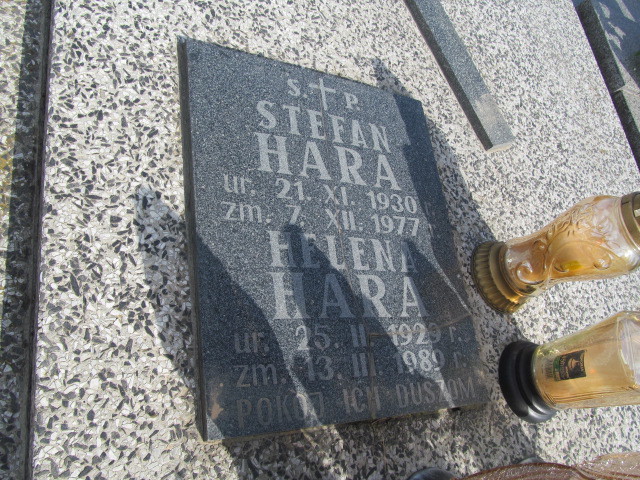 S.✝P.
STEFAN
HARA
ur. 21. XI. 1930
zm. 7. XII. 1977
HELENA
HARA
ur. 25. II. 1929 r.
zm. 13. III. 1989 r.
POKÓJ ICH DUSZOM